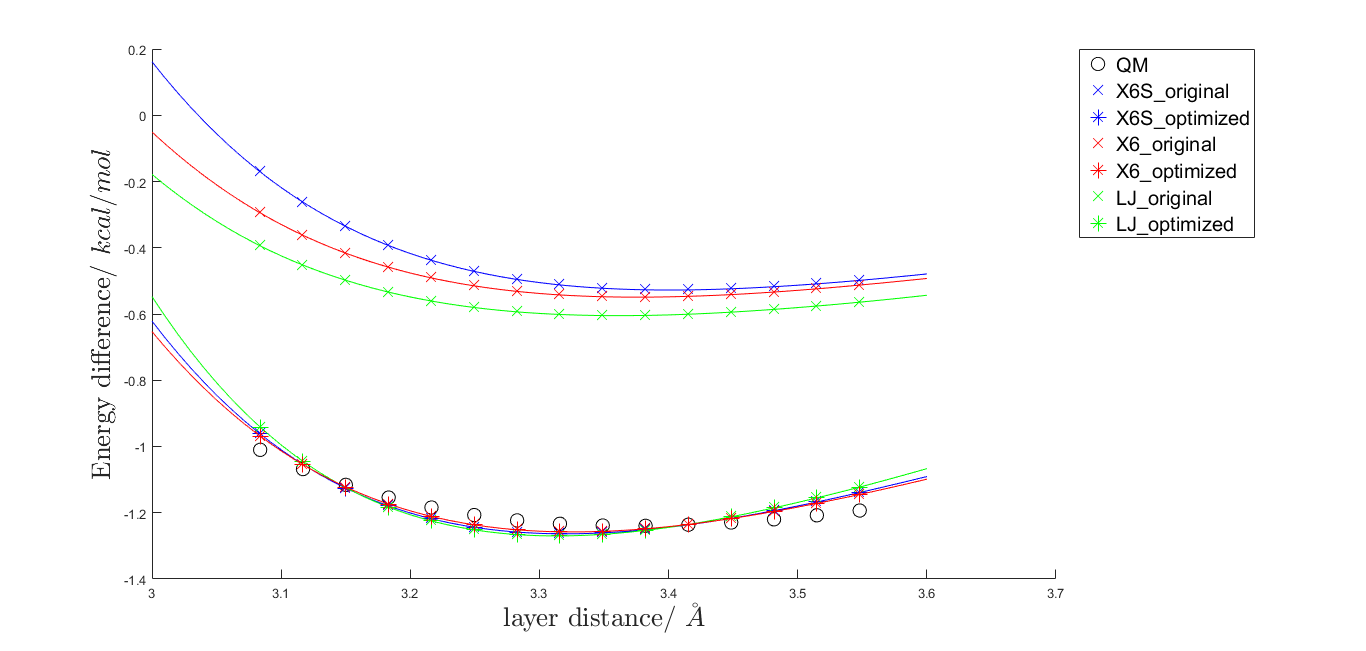 0.2
0
-0.2
-0.4
-0.6
-0.8
-1
-1.2
-1.4
Energy difference/ kcal/mol
3
3.1
3.2
3.3
3.4
3.5
3.6
3.7
layer distance/ Å
QM
X6S_original
X6S_optimized
X6_original
X6_optimized
LJ_original
LJ_optimized